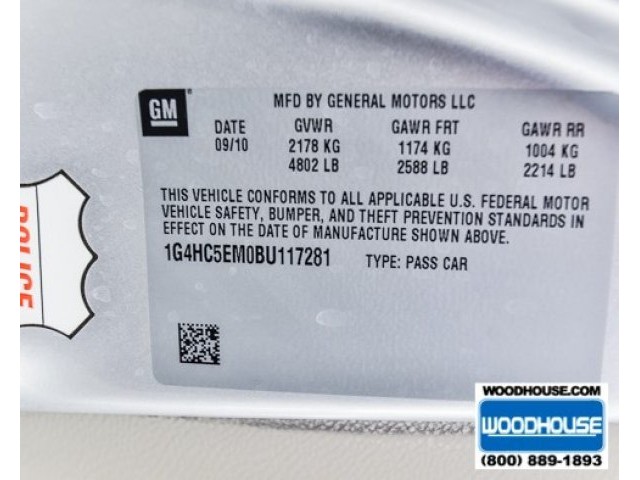 GM
MFD BY GENERAL MOTORS LLC
DATE GVWR GAWR FRT GAWR RR
09/10 2178 KG 1174 KG 1004 KG
4802 LB 2588 LB 2214 LB
THIS VEHICLE CONFORMS TO ALL APPLICABLE U.S. FEDERAL MOTOR
VEHICLE SAFETY, BUMPER, AND THEFT PREVENTION STANDARDS IN
EFFECT ON THE DATE OF MANUFACTURE SHOWN ABOVE.
1G4HC5EM0BU117281 TYPE: PASS CAR
POLICE
WOODHOUSE.COM
WOODHOUSE
(800) 889-1893